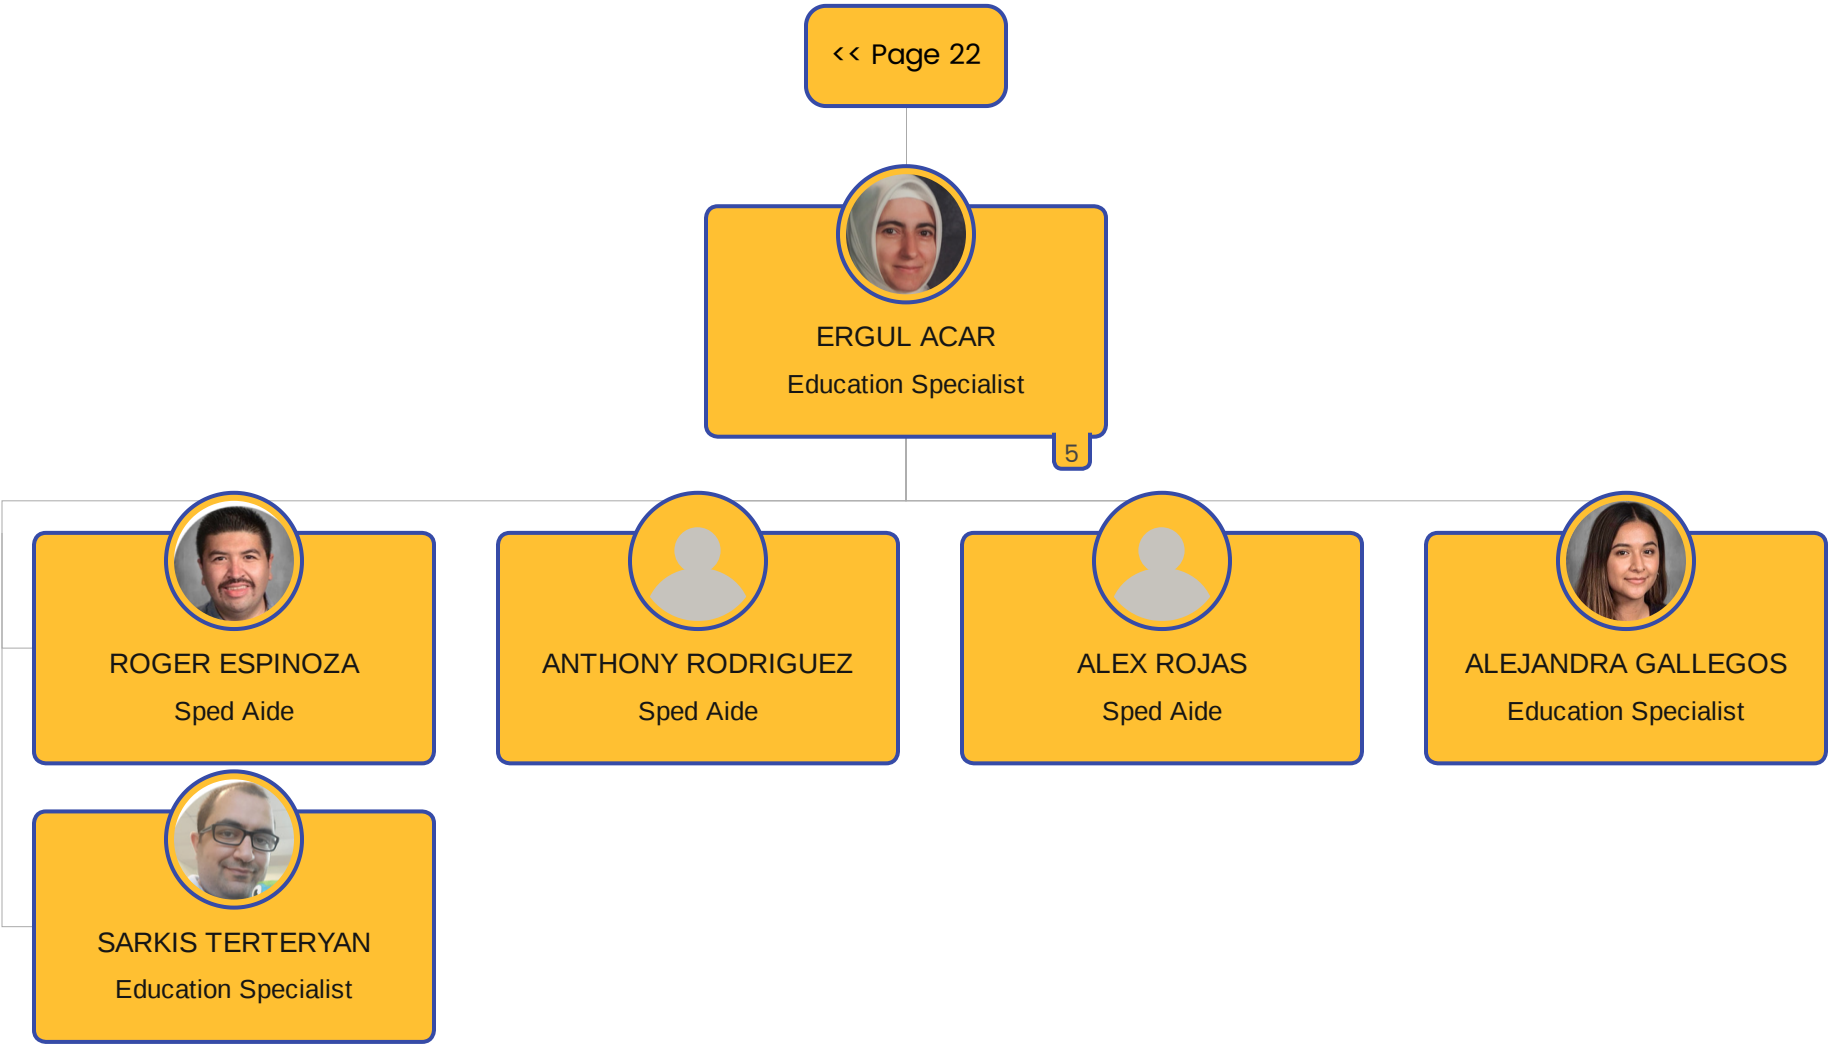 << Page 22
ERGUL ACAR
Education Specialist
5
ROGER ESPINOZA
Sped Aide
ANTHONY RODRIGUEZ
Sped Aide
ALEX ROJAS
Sped Aide
ALEJANDRA GALLEGOS
Education Specialist
SARKIS TERTERYAN
Education Specialist